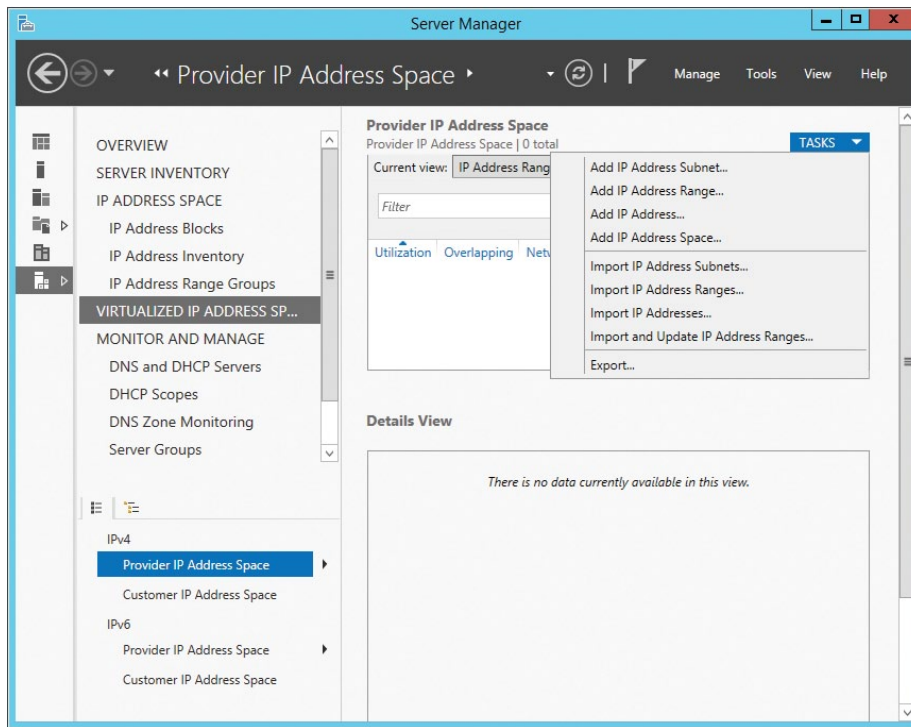 Server Manager
Provider IP Address Space
Manage Tools View Help
OVERVIEW
SERVER INVENTORY
IP ADDRESS SPACE
IP Address Blocks
IP Address Inventory
IP Address Range Groups
VIRTUALIZED IP ADDRESS SP...
MONITOR AND MANAGE
DNS and DHCP Servers
DHCP Scopes
DNS Zone Monitoring
Server Groups
IPv4
Provider IP Address Space
Customer IP Address Space
IPv6
Provider IP Address Space
Customer IP Address Space
Provider IP Address Space
Provider IP Address Space | 0 total
TASKS
Current view: IP Address Rang
Filter
Utilization Overlapping Netw
Add IP Address Subnet...
Add IP Address Range...
Add IP Address...
Add IP Address Space...
Import IP Address Subnets...
Import IP Address Ranges...
Import IP Addresses...
Import and Update IP Address Ranges...
Export...
Details View
There is no data currently available in this view.